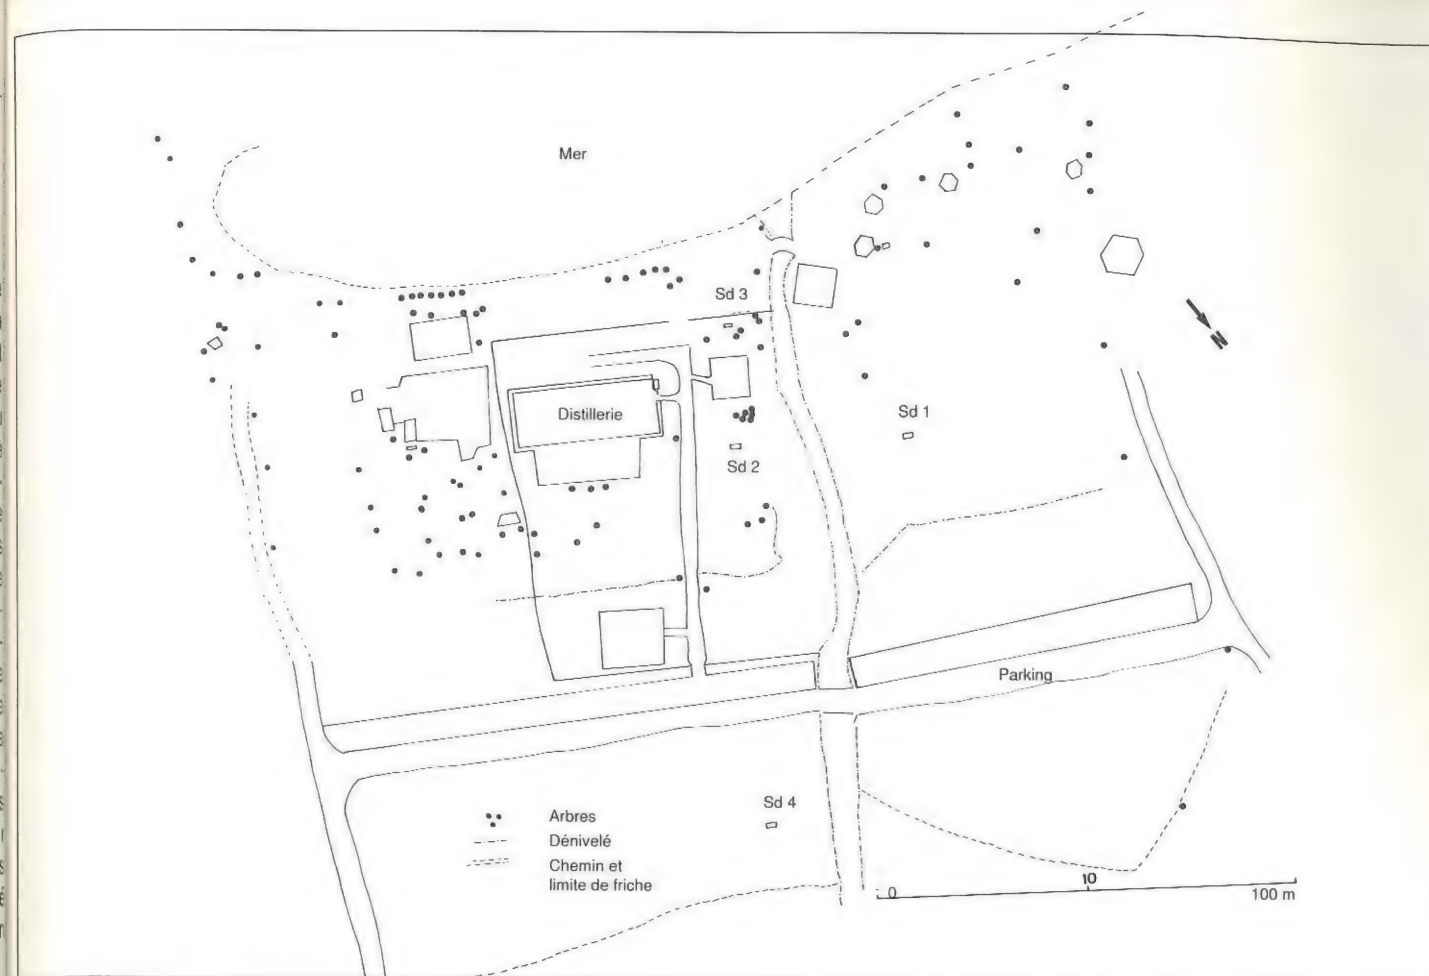 Mer
Sd 3
N
Distillerie
Sd 1
Sd 2
Parking
Sd 4
Arbres
Dénivelé
Chemin et
limite de friche
0 10 100 m